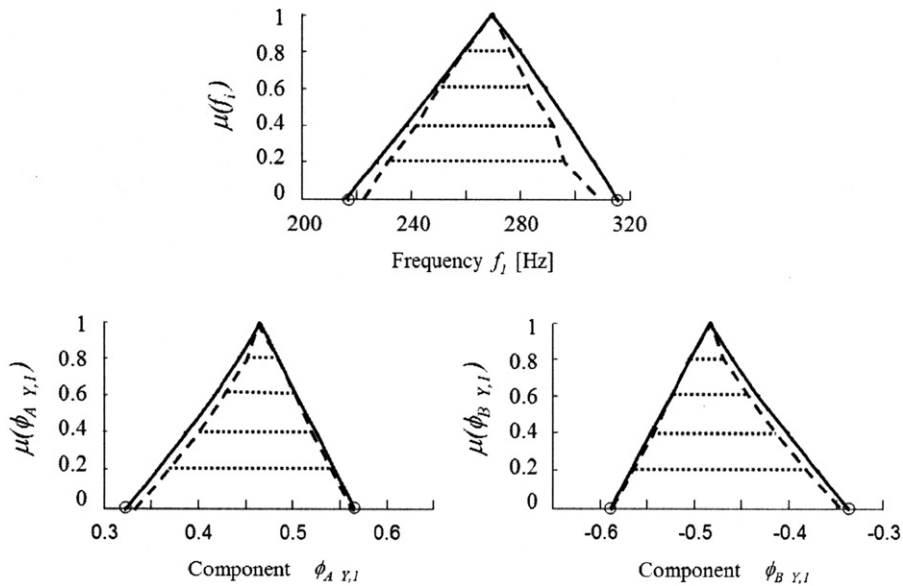 1
0.8
0.6
0.4
0.2
0
μ(f_i)
200 240 280 320
Frequency f_1 [Hz]
1
0.8
0.6
0.4
0.2
0
μ(ϕ_A Y,1)
0.3 0.4 0.5 0.6
Component ϕ_A Y,1
1
0.8
0.6
0.4
0.2
0
μ(ϕ_B Y,1)
-0.6 -0.5 -0.4 -0.3
Component ϕ_B Y,1